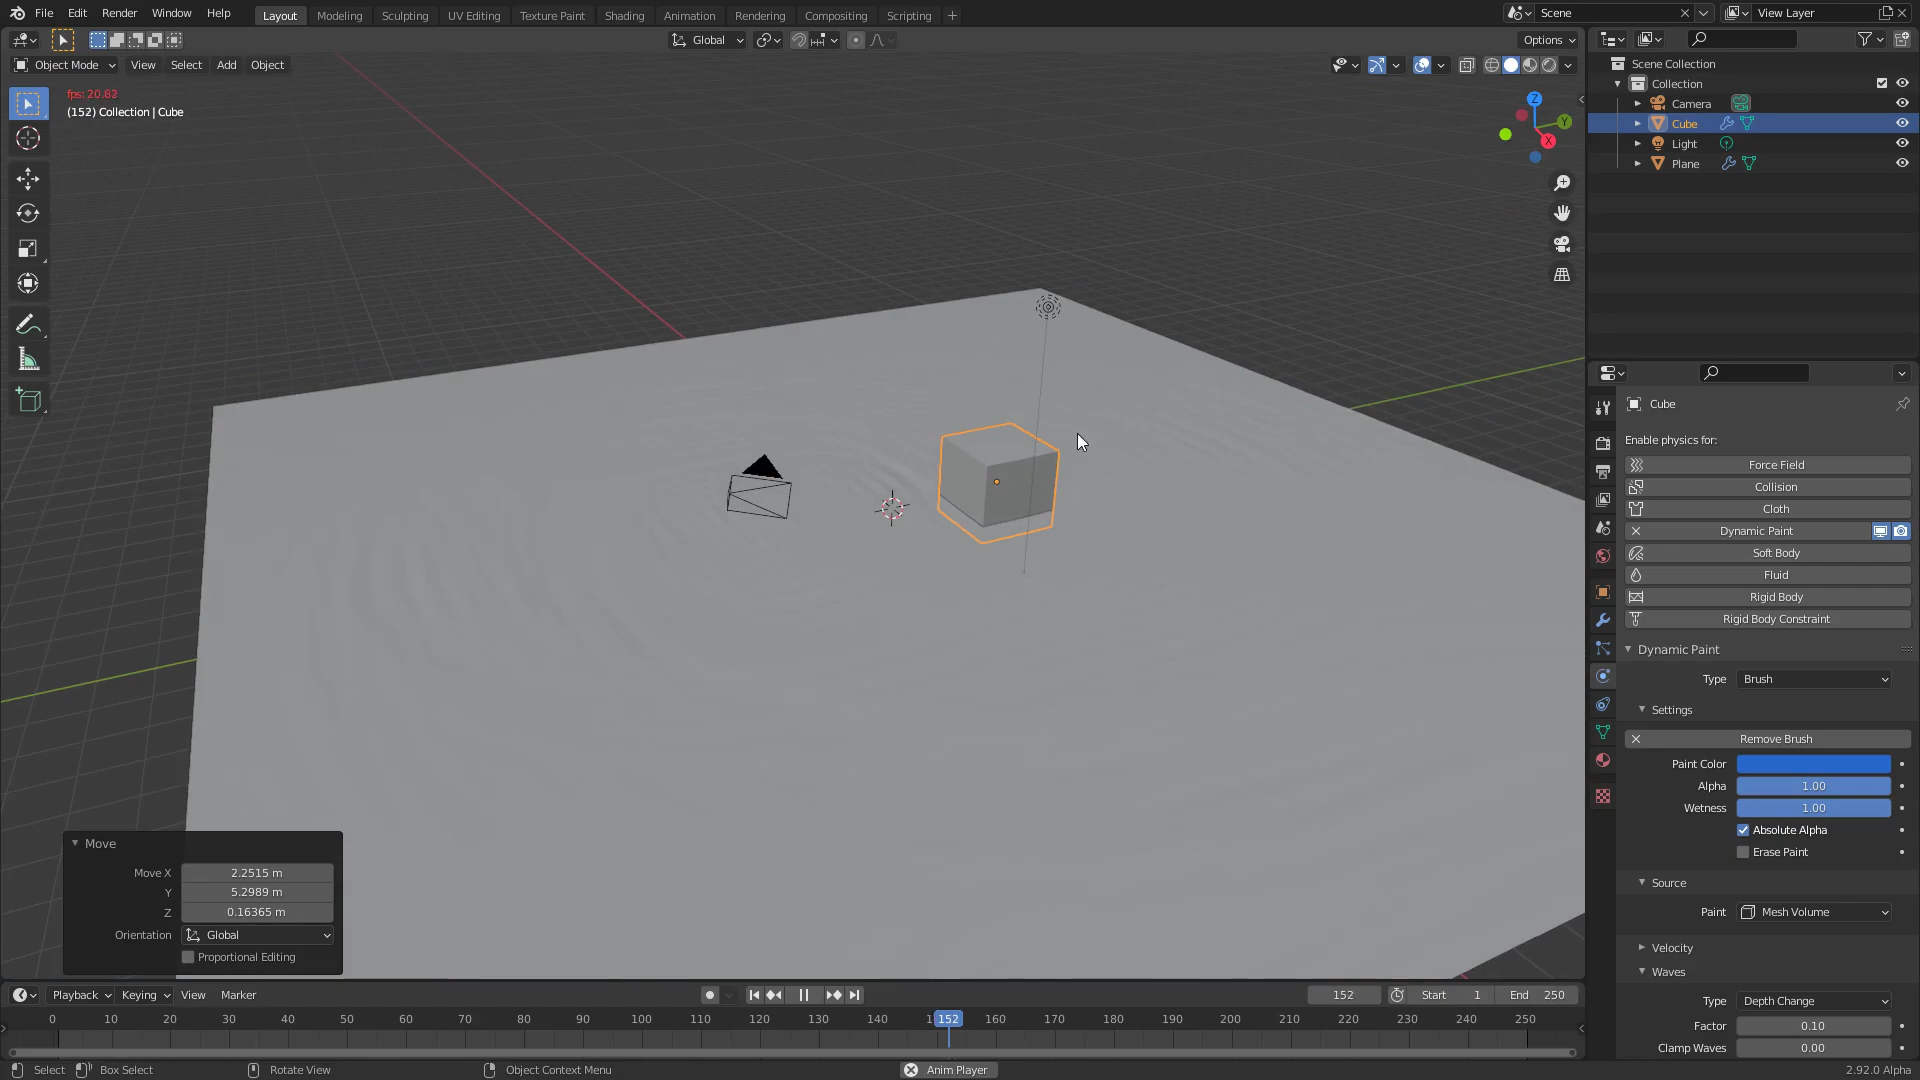 File Edit Render Window Help Layout Modeling Sculpting UV Editing Texture Paint Shading Animation Rendering Compositing Scripting + Scene View Layer
Global Options
Object Mode View Select Add Object
fps: 20.82
(152) Collection | Cube
Z
Y
X
Scene Collection
Collection
Camera
Cube
Light
Plane
Cube
Enable physics for:
Force Field
Collision
Cloth
Dynamic Paint
Soft Body
Fluid
Rigid Body
Rigid Body Constraint
Dynamic Paint
Type Brush
Settings
Remove Brush
Paint Color
Alpha 1.00
Wetness 1.00
Absolute Alpha
Erase Paint
Source
Paint Mesh Volume
Velocity
Waves
Type Depth Change
Factor 0.10
Clamp Waves 0.00
Move
Move X 2.2515 m
Y 5.2989 m
Z 0.16365 m
Orientation Global
Proportional Editing
Playback Keying View Marker 152 Start 1 End 250
0 10 20 30 40 50 60 70 80 90 100 110 120 130 140 152 160 170 180 190 200 210 220 230 240 250
Select Box Select Rotate View Object Context Menu Anim Player 2.92.0 Alpha